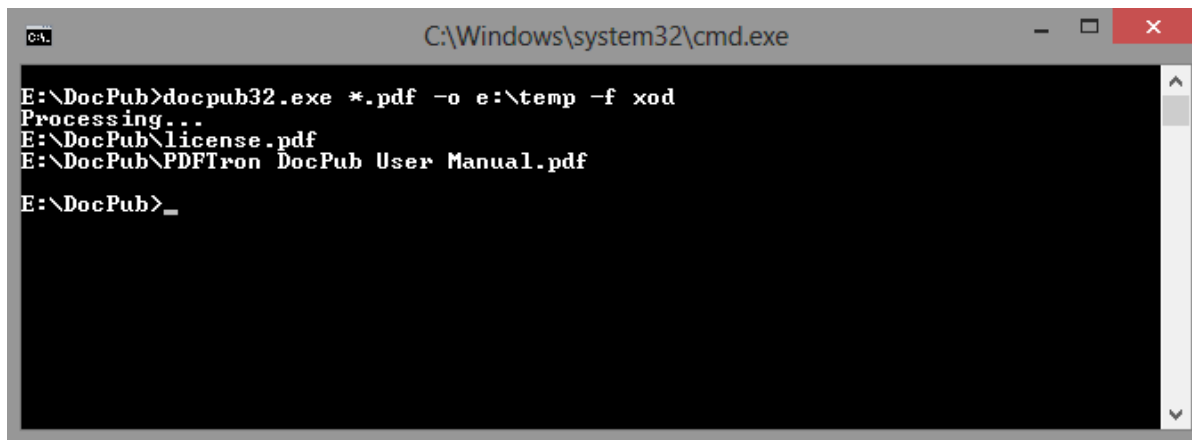 C:\Windows\system32\cmd.exe
E:\DocPub>docpub32.exe *.pdf -o e:\temp -f xod
Processing...
E:\DocPub\license.pdf
E:\DocPub\PDFTron DocPub User Manual.pdf
E:\DocPub>_